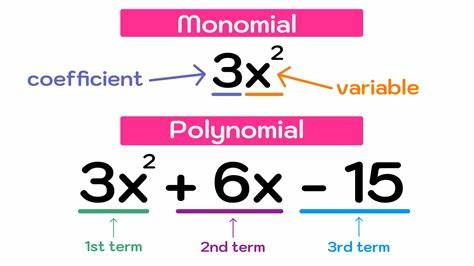 Monomial
coefficient 3x² variable
Polynomial
3x² + 6x - 15
1st term 2nd term 3rd term